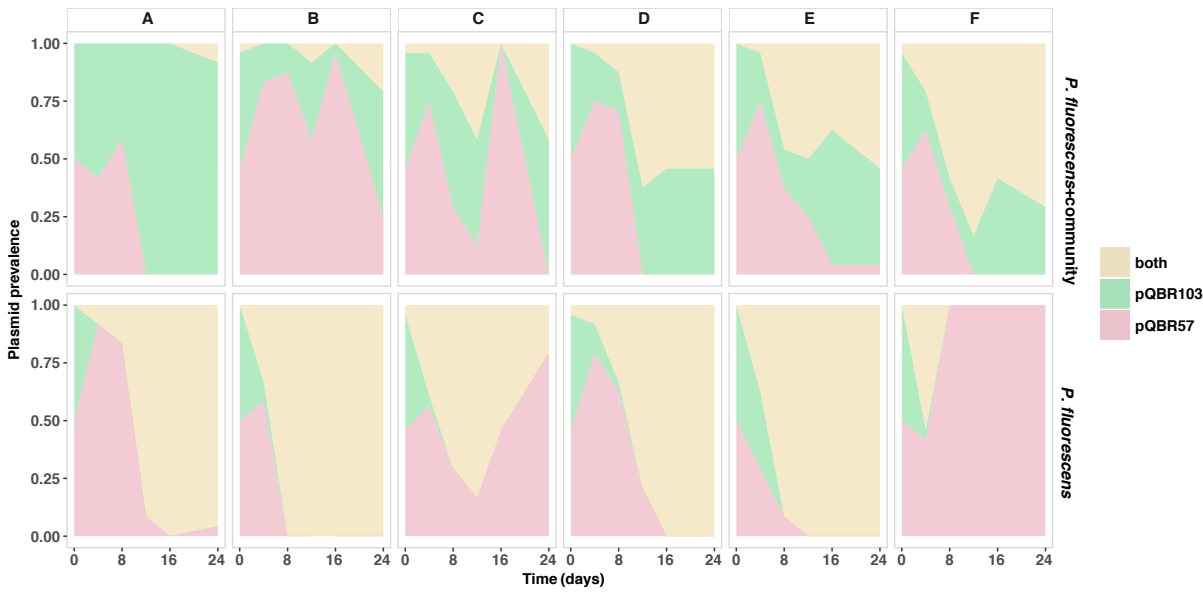 A B C D E F
1.00
0.75
0.50
0.25
0.00
P. fluorescens+community
1.00
0.75
0.50
0.25
0.00
P. fluorescens
Plasmid prevalence
0 8 16 24 0 8 16 24 0 8 16 24 0 8 16 24 0 8 16 24 0 8 16 24
Time (days)
both
pQBR103
pQBR57